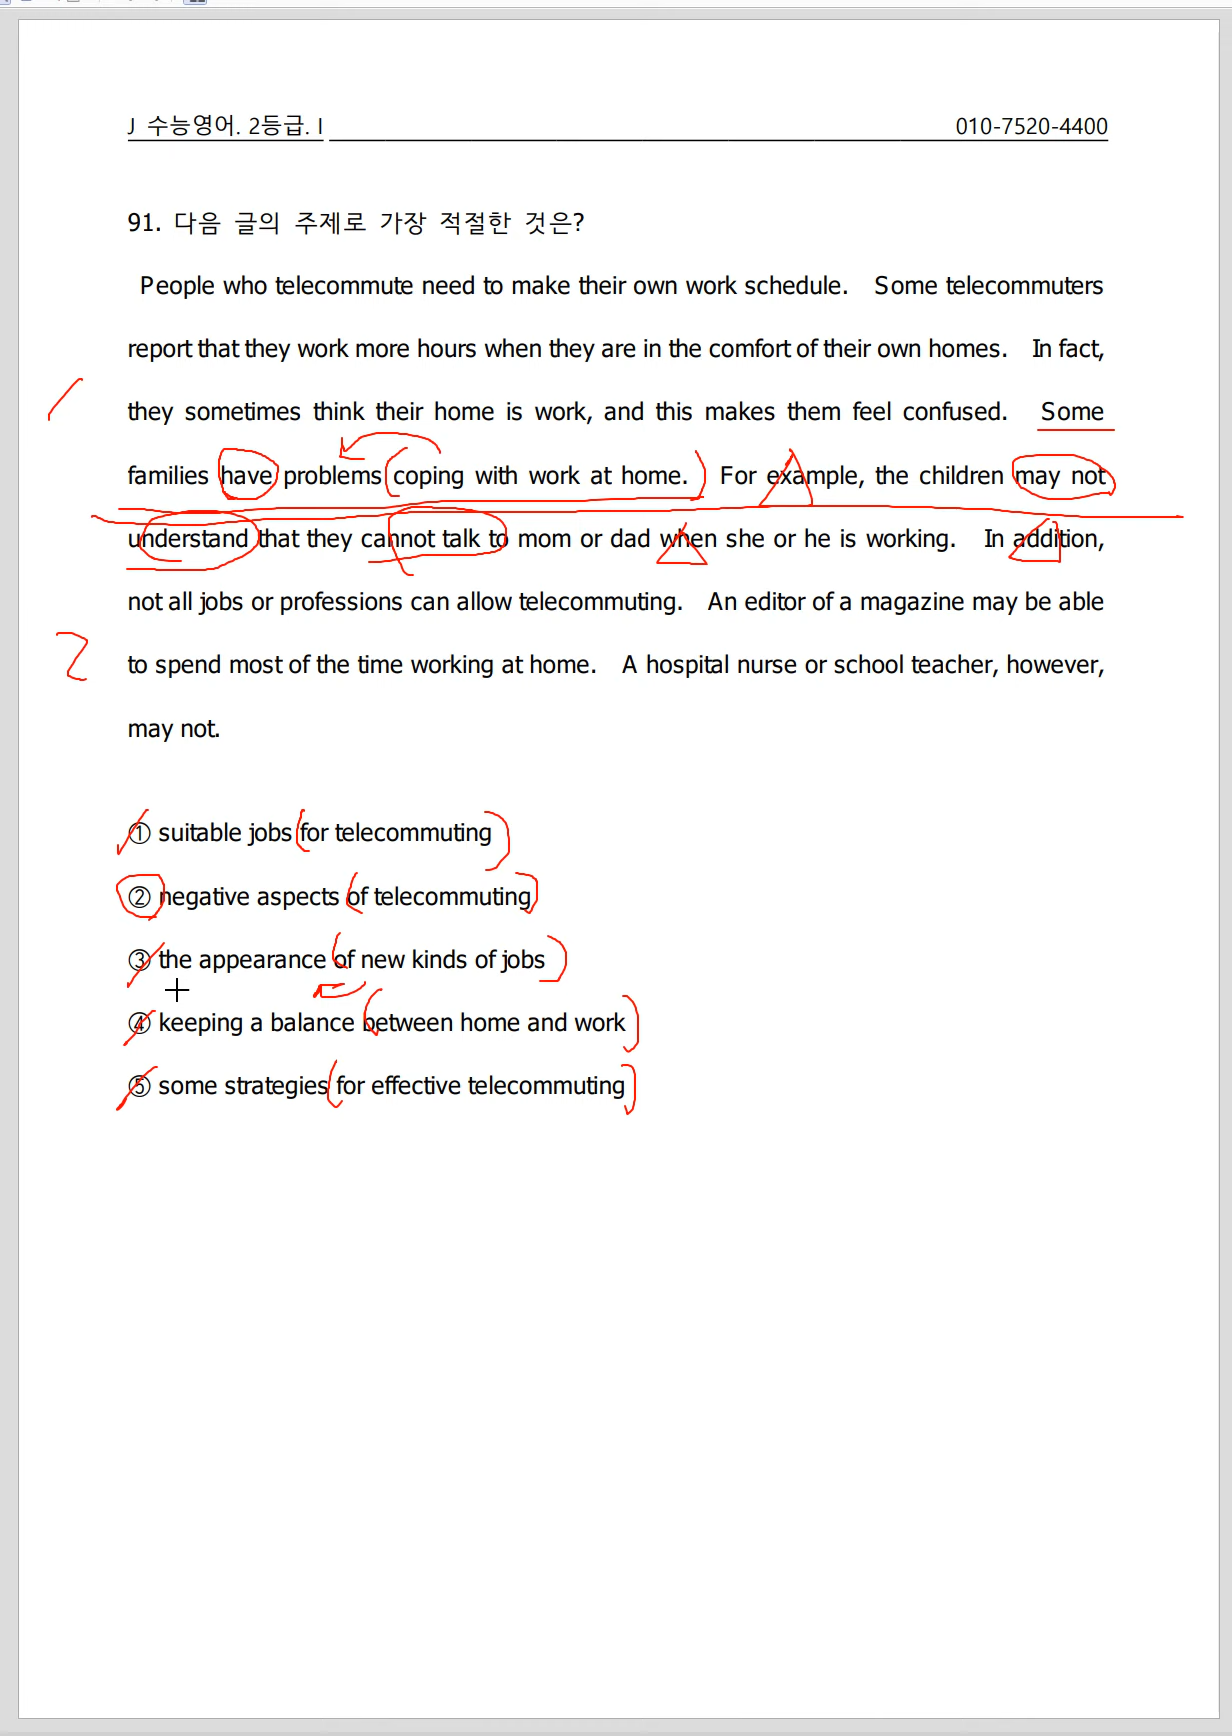 J 수능영어. 2등급. I 010-7520-4400
91. 다음 글의 주제로 가장 적절한 것은?
People who telecommute need to make their own work schedule. Some telecommuters
report that they work more hours when they are in the comfort of their own homes. In fact,
they sometimes think their home is work, and this makes them feel confused. Some
families have problems coping with work at home. For example, the children may not
understand that they cannot talk to mom or dad when she or he is working. In addition,
not all jobs or professions can allow telecommuting. An editor of a magazine may be able
to spend most of the time working at home. A hospital nurse or school teacher, however,
may not.
① suitable jobs for telecommuting
② negative aspects of telecommuting
③ the appearance of new kinds of jobs
④ keeping a balance between home and work
⑤ some strategies for effective telecommuting
1
2